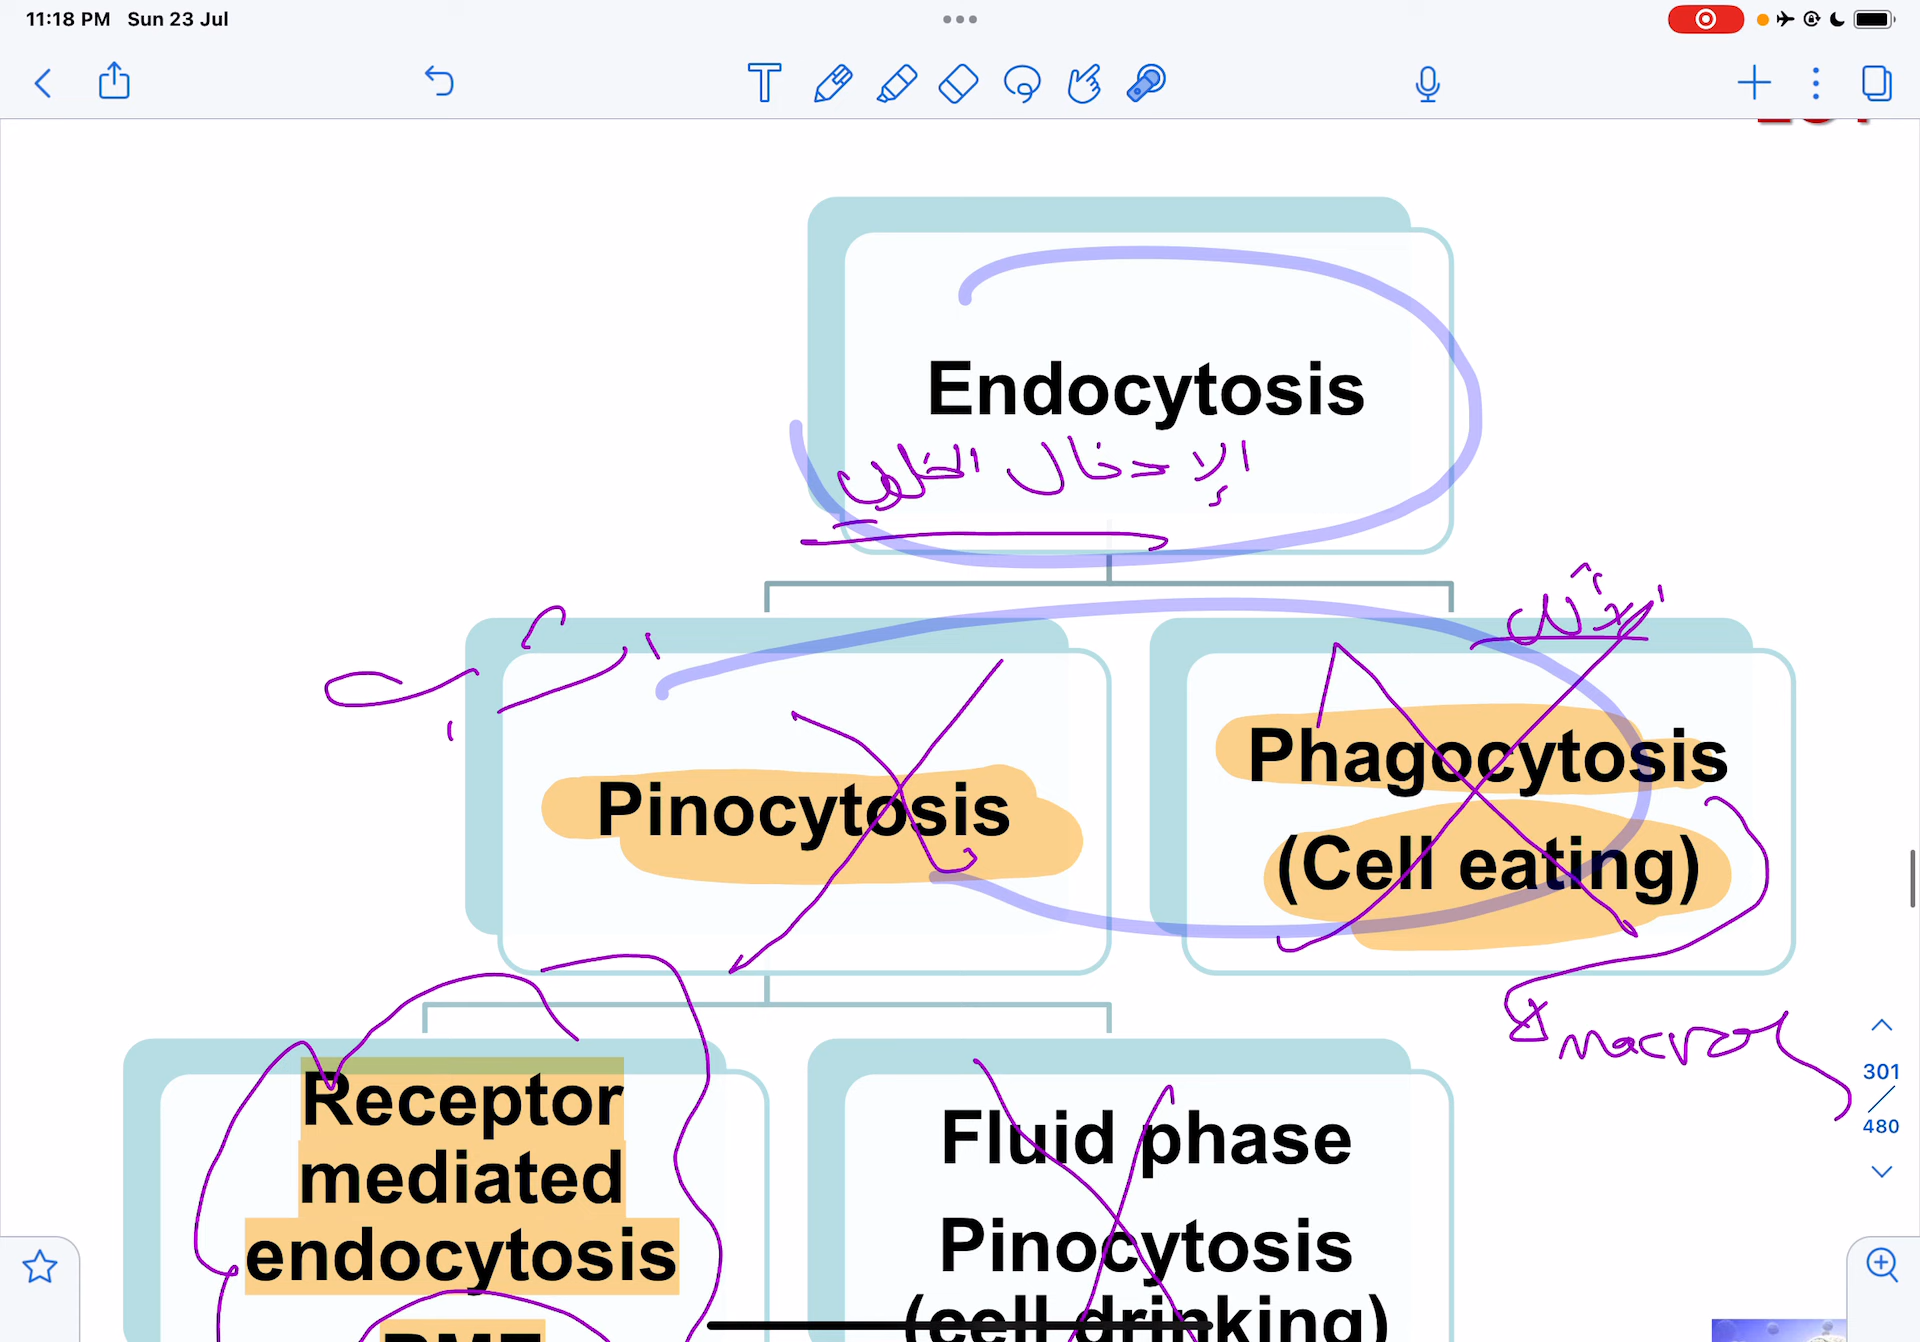 11:18 PM Sun 23 Jul
Endocytosis
الإدخال الخلوي
Pinocytosis
Phagocytosis
(Cell eating)
macro
301
480
Receptor
mediated
endocytosis
Fluid phase
Pinocytosis
(cell drinking)